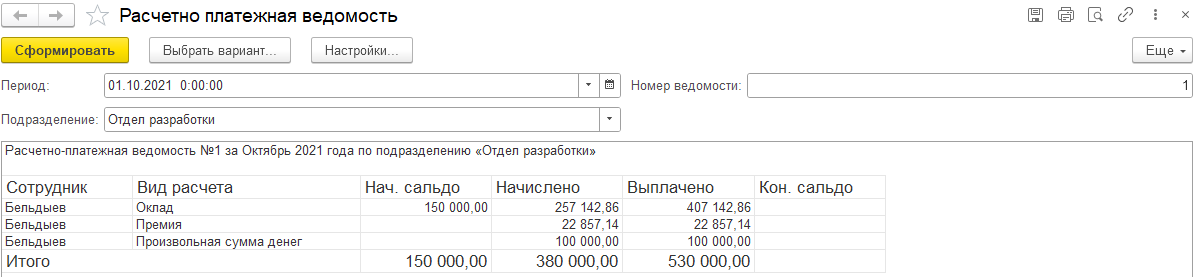 Расчетно платежная ведомость
Сформировать Выбрать вариант... Настройки... Еще
Период: 01.10.2021 0:00:00 Номер ведомости: 1
Подразделение: Отдел разработки
Расчетно-платежная ведомость №1 за Октябрь 2021 года по подразделению «Отдел разработки»
Сотрудник Вид расчета Нач. сальдо Начислено Выплачено Кон. сальдо
Бельдыев Оклад 150 000,00 257 142,86 407 142,86
Бельдыев Премия 22 857,14 22 857,14
Бельдыев Произвольная сумма денег 100 000,00 100 000,00
Итого 150 000,00 380 000,00 530 000,00